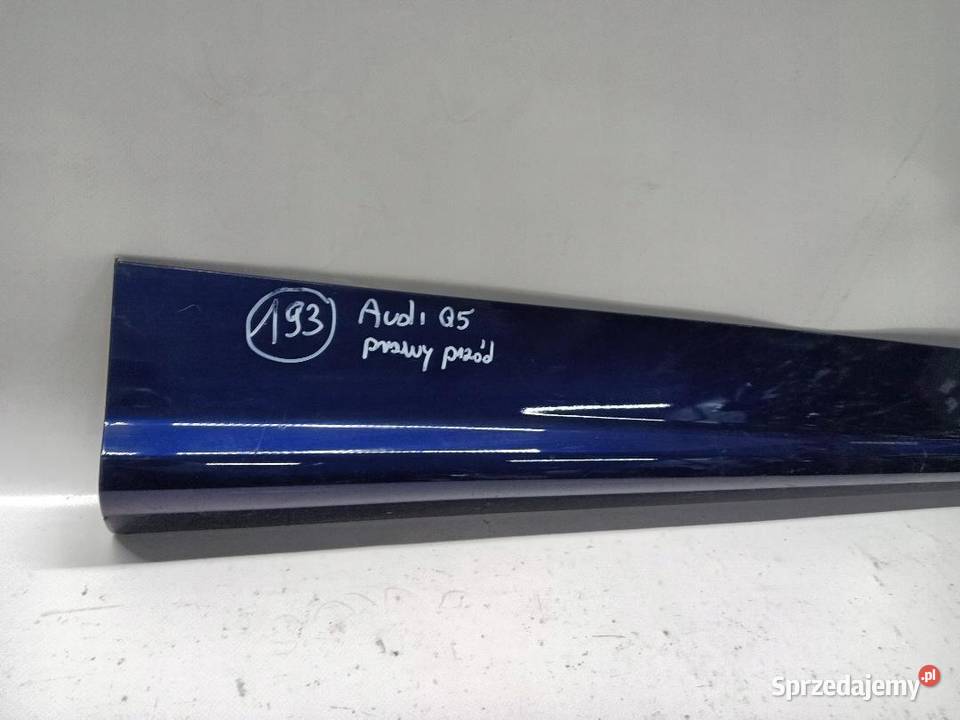 193
Audi Q5
prawy przód
Sprzedajemy.pl